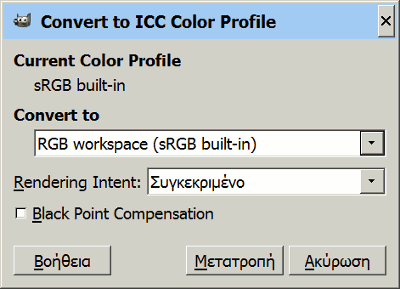 Convert to ICC Color Profile
Current Color Profile
sRGB built-in
Convert to
RGB workspace (sRGB built-in)
Rendering Intent: Συγκεκριμένο
Black Point Compensation
Βοήθεια Μετατροπή Ακύρωση